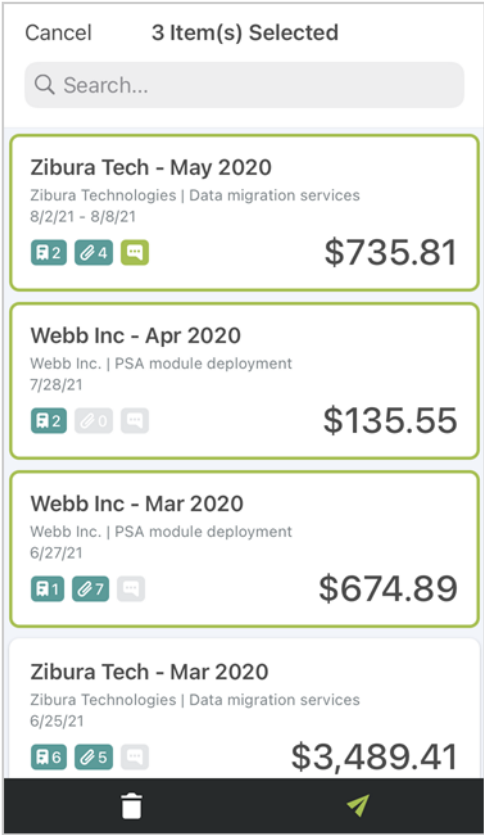 Cancel 3 Item(s) Selected
Search...
Zibura Tech - May 2020
Zibura Technologies | Data migration services
8/2/21 - 8/8/21
2 4 $735.81
Webb Inc - Apr 2020
Webb Inc. | PSA module deployment
7/28/21
2 0 $135.55
Webb Inc - Mar 2020
Webb Inc. | PSA module deployment
6/27/21
1 7 $674.89
Zibura Tech - Mar 2020
Zibura Technologies | Data migration services
6/25/21
6 5 $3,489.41